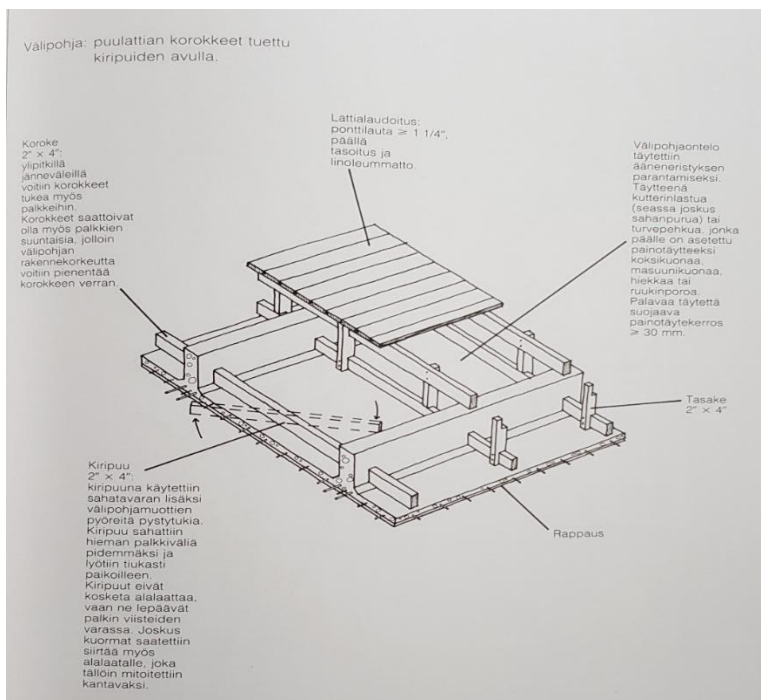 Välipohja: puulattian korokkeet tuettu
kiripuiden avulla.
Lattialaudoitus:
ponttilauta ≥ 1 1/4",
päällä
tasoitus ja
linoleummatto.
Koroke
2" × 4":
ylipitkillä
jänneväleillä
voitiin korokkeet
tukea myös
palkkeihin.
Korokkeet saattoivat
olla myös palkkien
suuntaisia, jolloin
välipohjan
rakennekorkeutta
voitiin pienentää
korokkeen verran.
Välipohjaontelo
täytettiin
ääneneristyksen
parantamiseksi.
Täytteenä
kutterinlastua
(seassa joskus
sahanpurua) tai
turvepehkua, jonka
päälle on asetettu
painotäytteeksi
koksikuonaa,
masuunikuonaa,
hiekkaa tai
ruukinporoa.
Palavaa täytettä
suojaava
painotäytekerros
≥ 30 mm.
Tasake
2" × 4"
Kiripuu
2" × 4":
kiripuuna käytettiin
sahatavaran lisäksi
välipohjamuottien
pyöreitä pystytukia.
Kiripuu sahattiin
hieman palkkiväliä
pidemmäksi ja
lyötiin tiukasti
paikoilleen.
Kiripuut eivät
kosketa alalaattaa,
vaan ne lepäävät
palkin viisteiden
varassa. Joskus
kuormat saatettiin
siirtää myös
alalaatalle, joka
tällöin mitoitettiin
kantavaksi.
Rappaus